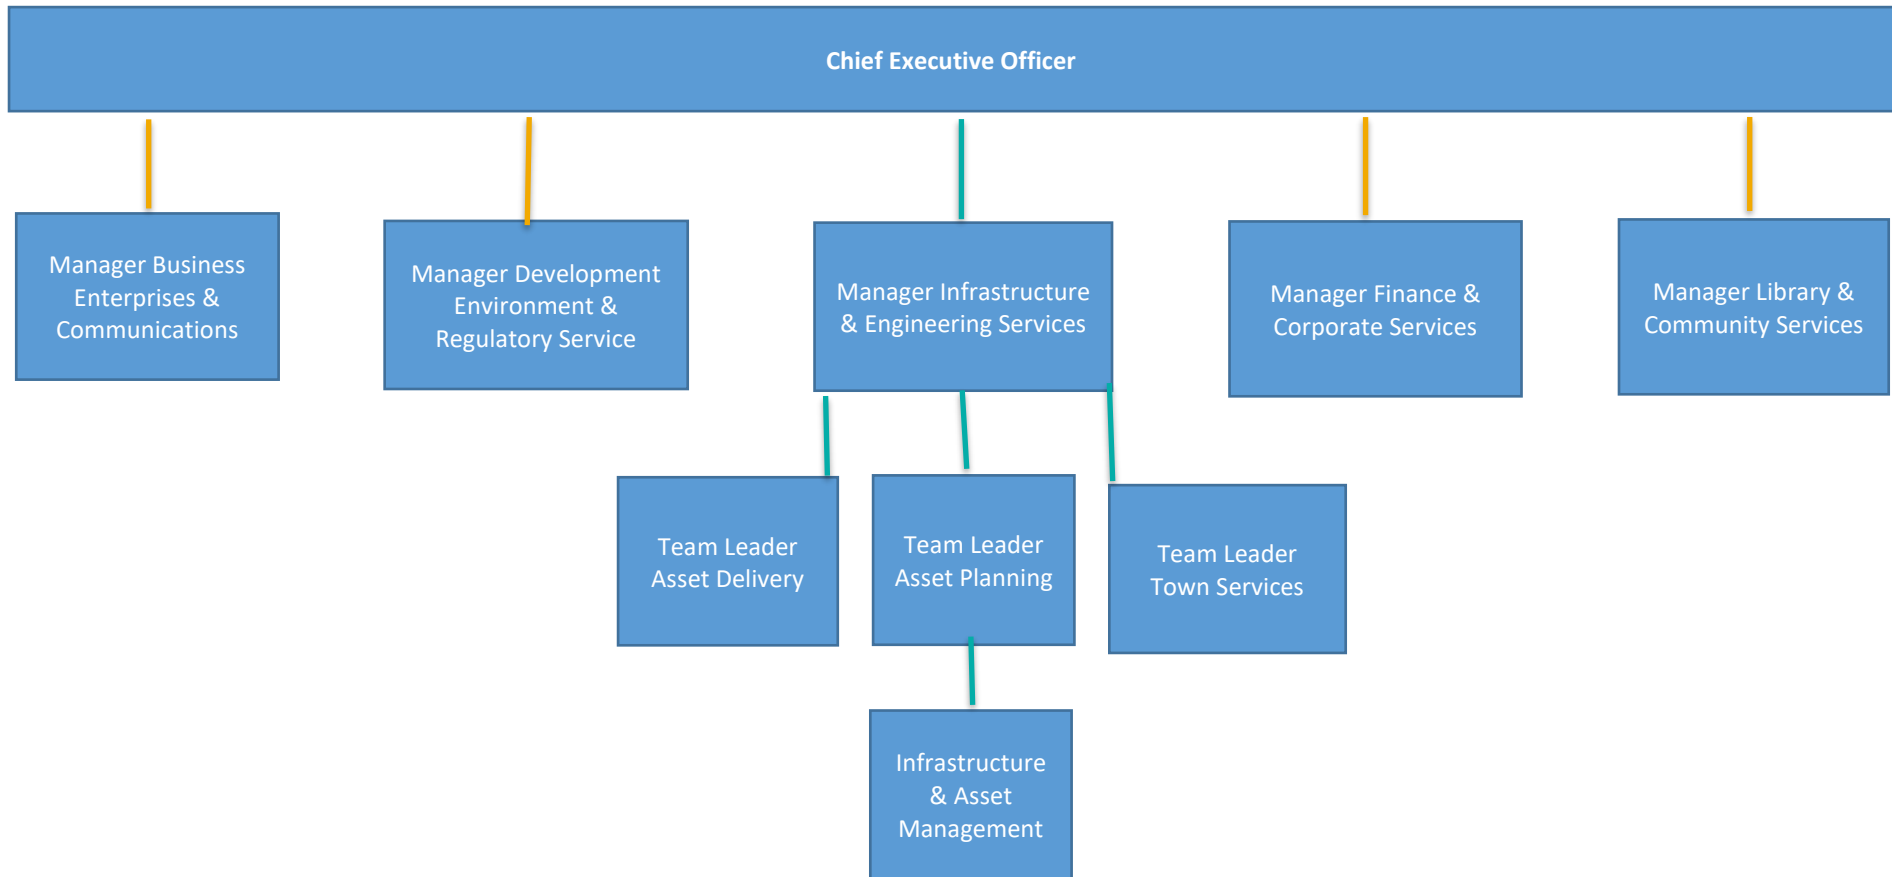 Chief Executive Officer
Manager Business
Enterprises &
Communications
Manager Development
Environment &
Regulatory Service
Manager Infrastructure
& Engineering Services
Manager Finance &
Corporate Services
Manager Library &
Community Services
Team Leader
Asset Delivery
Team Leader
Asset Planning
Team Leader
Town Services
Infrastructure
& Asset
Management